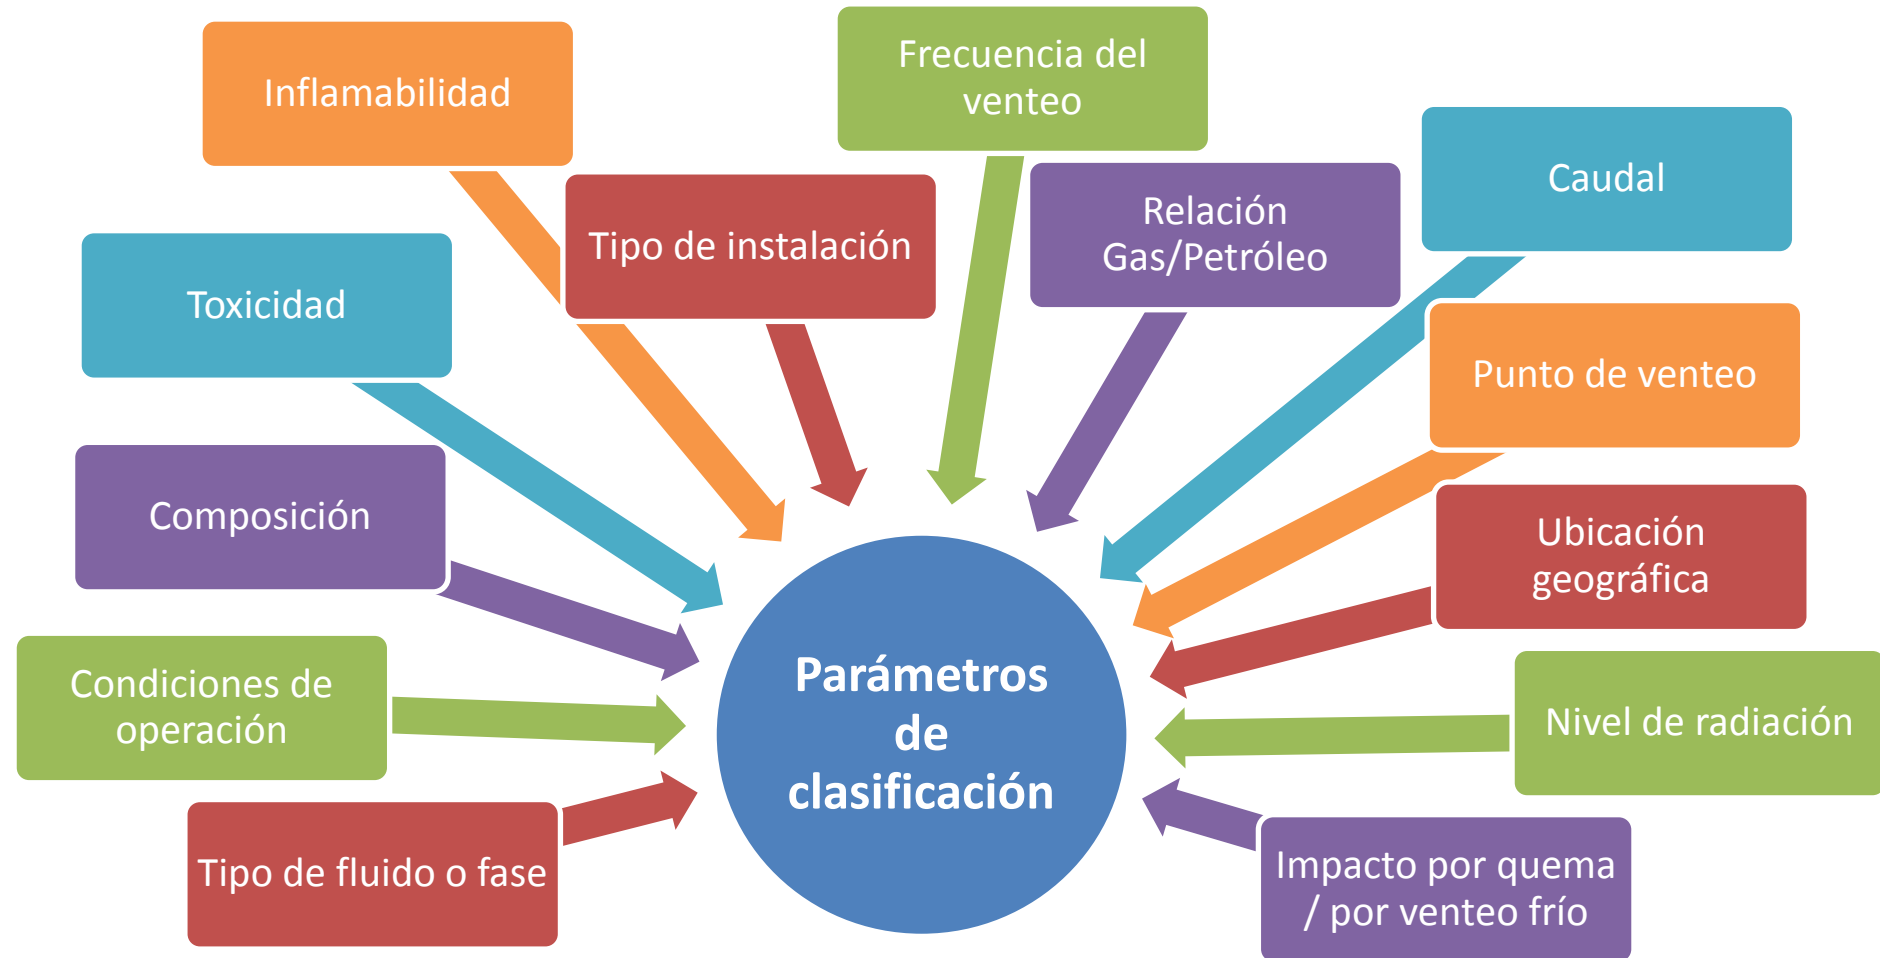 Inflamabilidad
Frecuencia del
venteo
Caudal
Tipo de instalación
Relación
Gas/Petróleo
Toxicidad
Punto de venteo
Composición
Ubicación
geográfica
Condiciones de
operación
Parámetros
de
clasificación
Nivel de radiación
Tipo de fluido o fase
Impacto por quema
/ por venteo frío